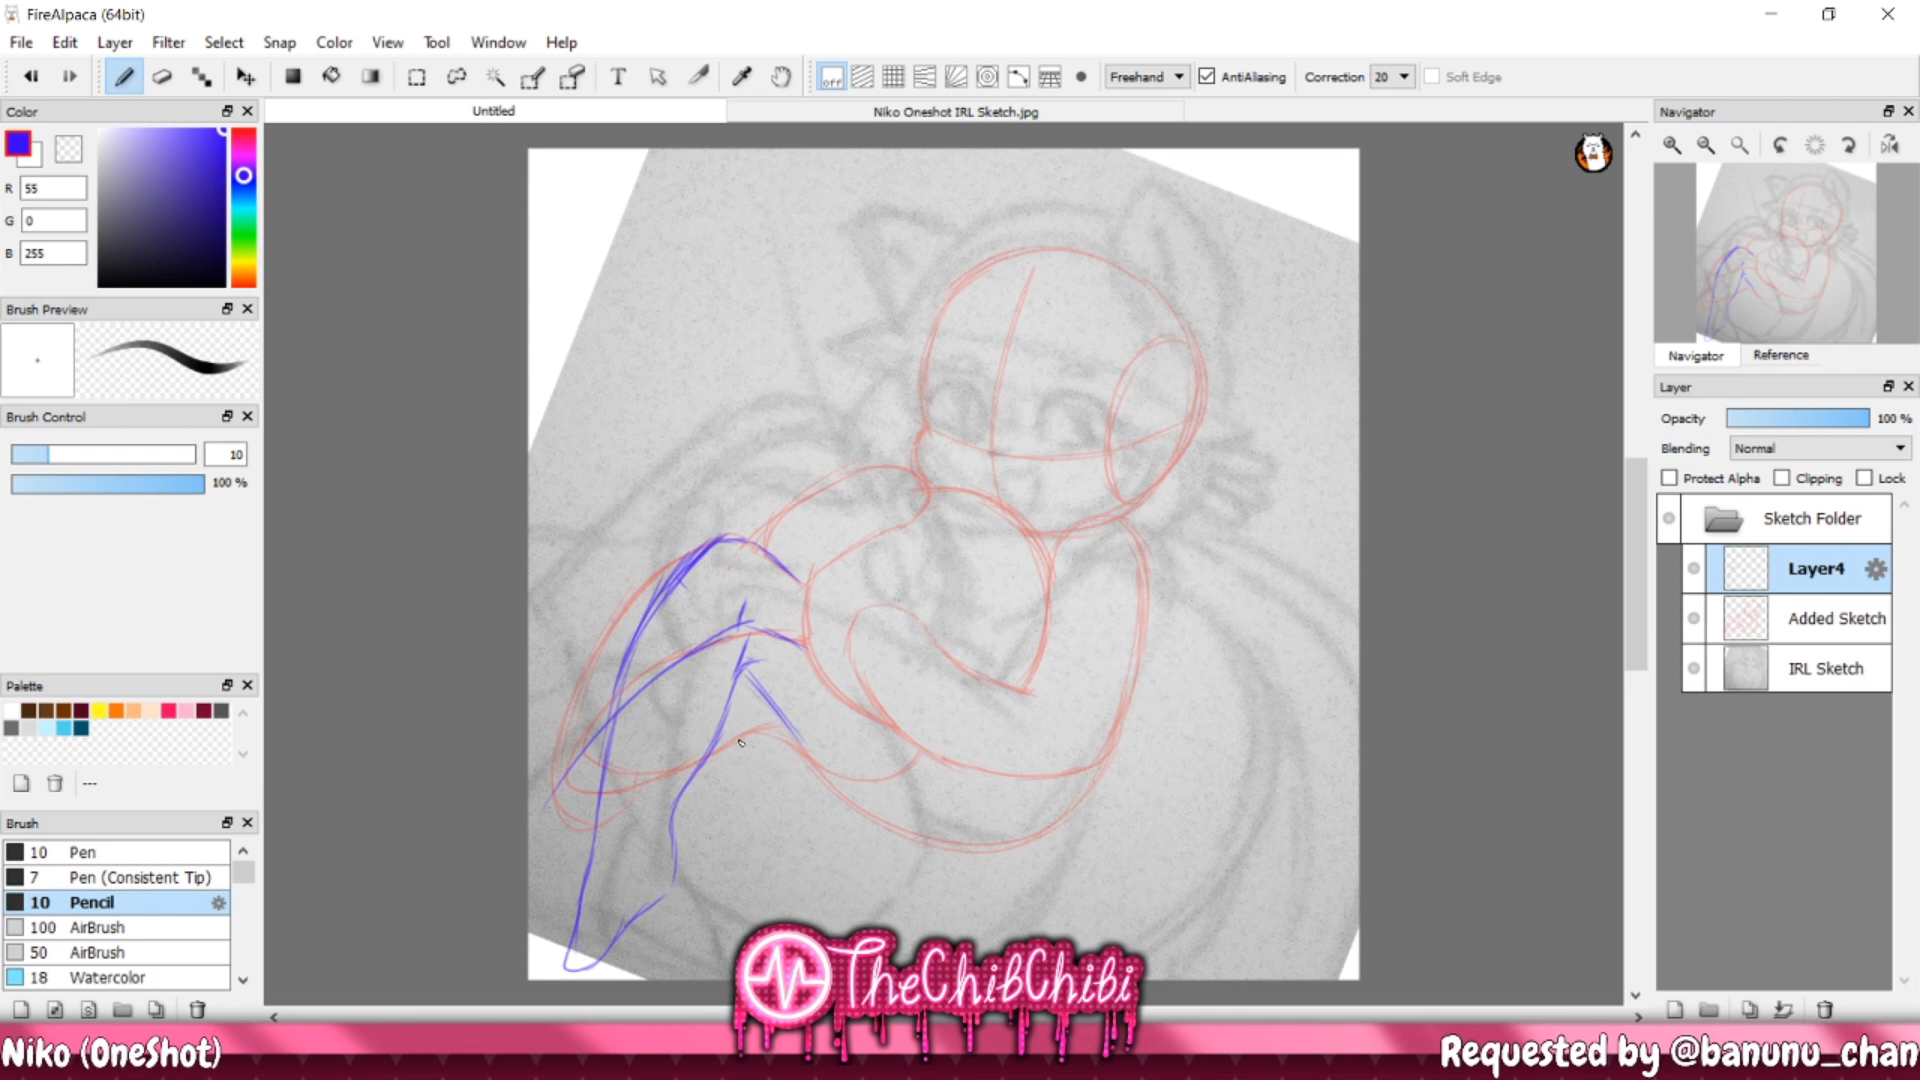 FireAlpaca (64bit)
File Edit Layer Filter Select Snap Color View Tool Window Help
off Freehand AntiAliasing Correction 20 Soft Edge
Color
Untitled
Niko Oneshot IRL Sketch.jpg
Navigator
R 55
G 0
B 255
Brush Preview
Brush Control
10
100 %
Navigator Reference
Layer
Opacity 100 %
Blending Normal
Protect Alpha Clipping Lock
Sketch Folder
Layer4
Added Sketch
IRL Sketch
Palette
---
Brush
10 Pen
7 Pen (Consistent Tip)
10 Pencil
100 AirBrush
50 AirBrush
18 Watercolor
TheChibChibi
Niko (OneShot)
Requested by @banunu_chan